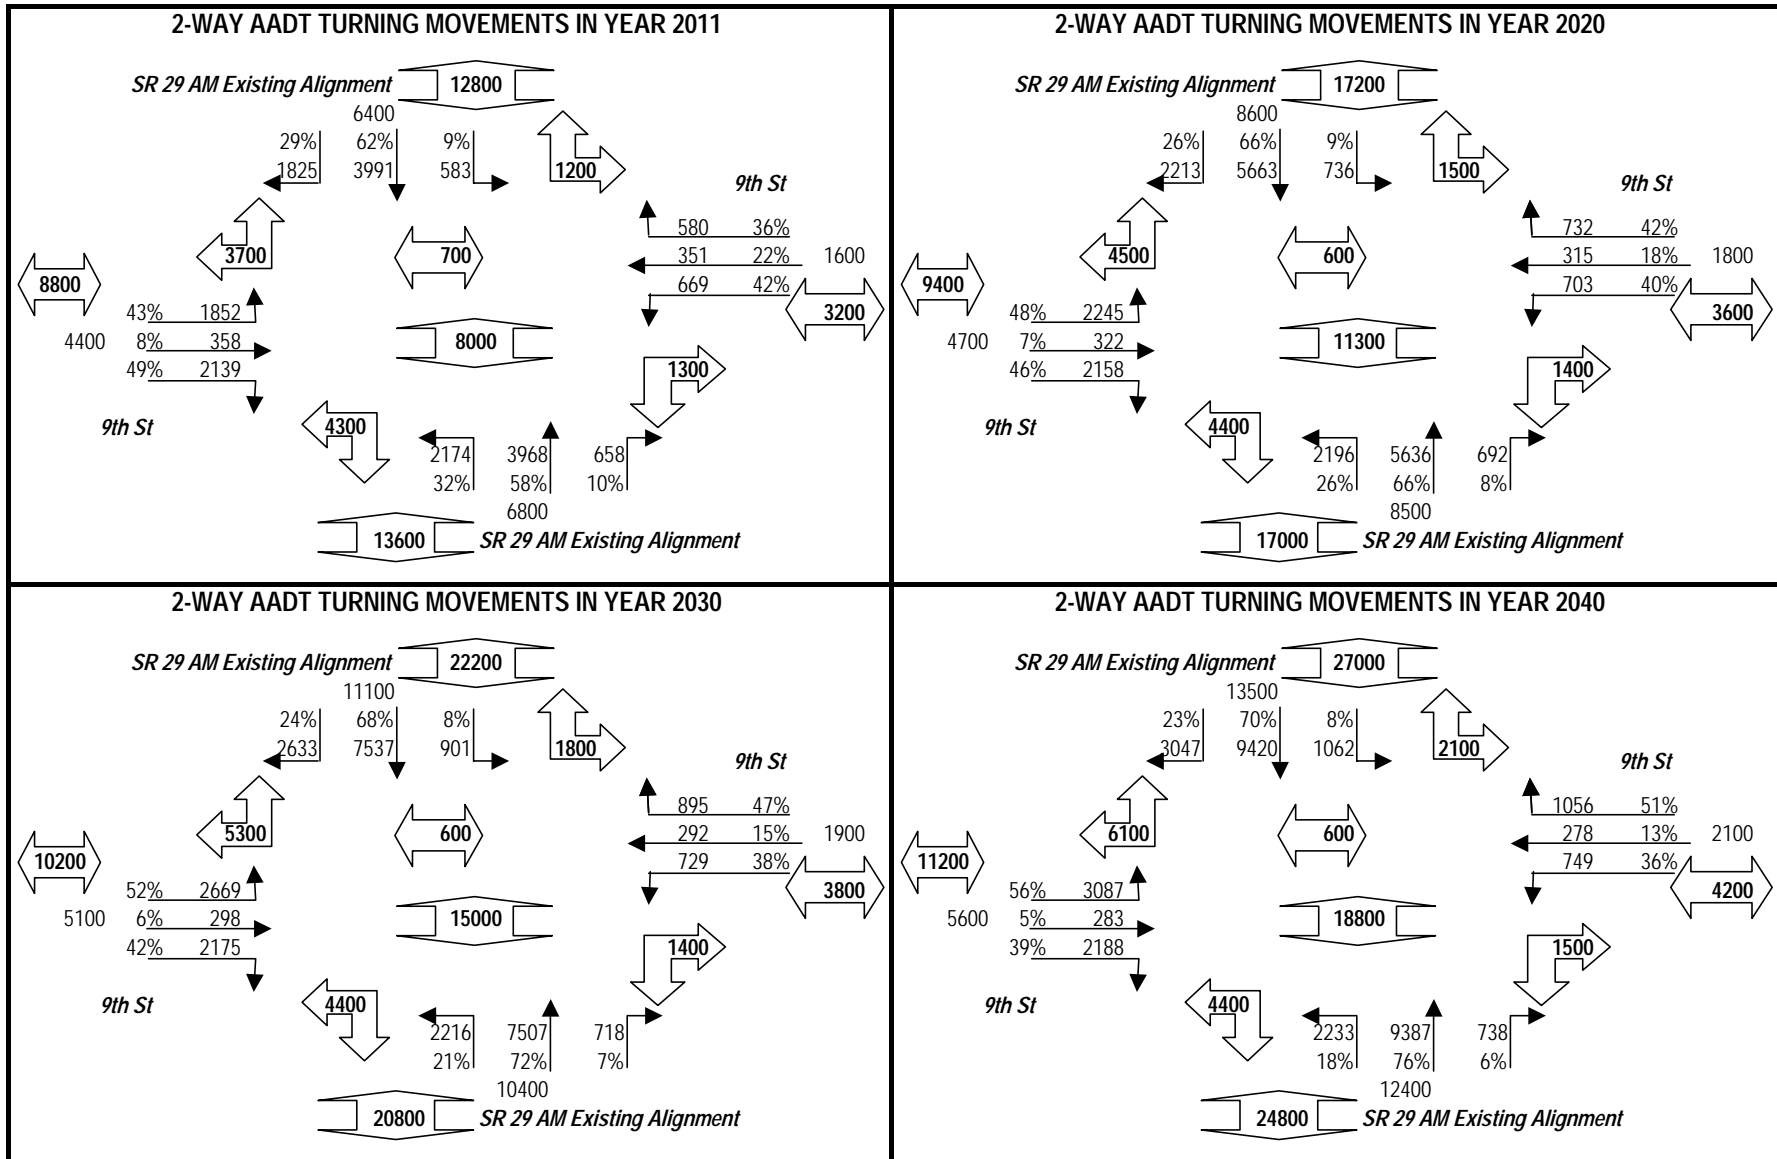 2-WAY AADT TURNING MOVEMENTS IN YEAR 2011
SR 29 AM Existing Alignment 12800
6400
29% 62% 9%
1825 3991 583 1200
9th St
580 36%
3700 700 351 22% 1600
8800 669 42%
43% 1852 3200
4400 8% 358 8000
49% 2139 1300
9th St 4300
2174 3968 658
32% 58% 10%
6800
13600 SR 29 AM Existing Alignment
2-WAY AADT TURNING MOVEMENTS IN YEAR 2020
SR 29 AM Existing Alignment 17200
8600
26% 66% 9%
2213 5663 736 1500
9th St
732 42%
4500 600 315 18% 1800
9400 703 40%
48% 2245 3600
4700 7% 322 11300
46% 2158 1400
9th St 4400
2196 5636 692
26% 66% 8%
8500
17000 SR 29 AM Existing Alignment
2-WAY AADT TURNING MOVEMENTS IN YEAR 2030
SR 29 AM Existing Alignment 22200
11100
24% 68% 8%
2633 7537 901 1800
9th St
895 47%
5300 600 292 15% 1900
10200 729 38%
52% 2669 3800
5100 6% 298 15000
42% 2175 1400
9th St 4400
2216 7507 718
21% 72% 7%
10400
20800 SR 29 AM Existing Alignment
2-WAY AADT TURNING MOVEMENTS IN YEAR 2040
SR 29 AM Existing Alignment 27000
13500
23% 70% 8%
3047 9420 1062 2100
9th St
1056 51%
6100 600 278 13% 2100
11200 749 36%
56% 3087 4200
5600 5% 283 18800
39% 2188 1500
9th St 4400
2233 9387 738
18% 76% 6%
12400
24800 SR 29 AM Existing Alignment